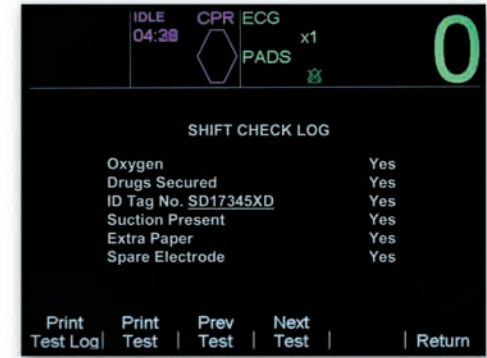 IDLE CPR ECG
04:38 x1
PADS
0
SHIFT CHECK LOG
Oxygen Yes
Drugs Secured Yes
ID Tag No. SD17345XD Yes
Suction Present Yes
Extra Paper Yes
Spare Electrode Yes
Print Print Prev Next
Test Log | Test | Test | Test | | Return